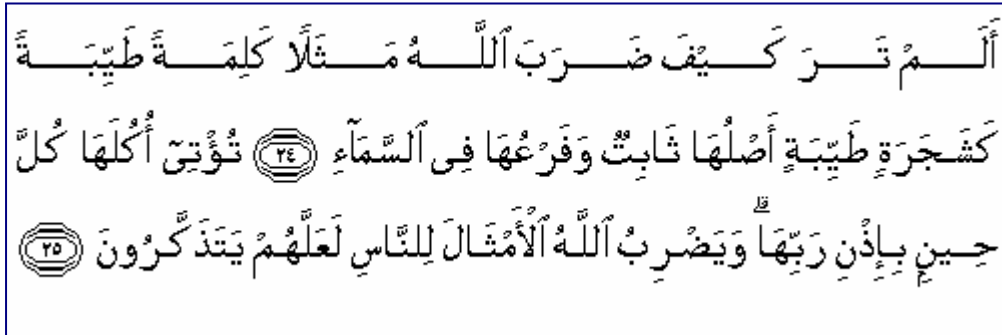 أَلَمْ تَرَ كَيْفَ ضَرَبَ ٱللَّهُ مَثَلًا كَلِمَةً طَيِّبَةً
كَشَجَرَةٍ طَيِّبَةٍ أَصْلُهَا ثَابِتٌ وَفَرْعُهَا فِى ٱلسَّمَآءِ ٢٤ تُؤْتِىٓ أُكُلَهَا كُلَّ
حِينٍۭ بِإِذْنِ رَبِّهَا ۗ وَيَضْرِبُ ٱللَّهُ ٱلْأَمْثَالَ لِلنَّاسِ لَعَلَّهُمْ يَتَذَكَّرُونَ ٢٥